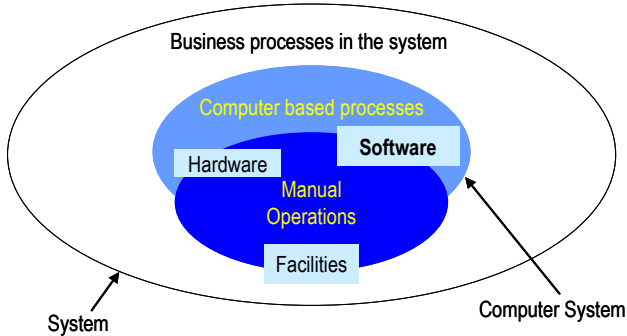 Business processes in the system
Computer based processes
Software
Hardware
Manual
Operations
Facilities
System
Computer System